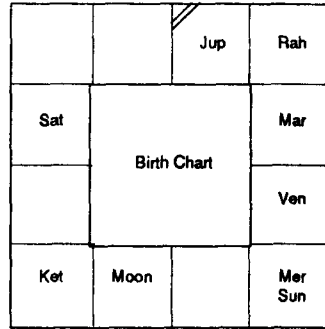 Jup Rah
Sat Mar
Birth Chart
Ven
Ket Moon Mer
Sun